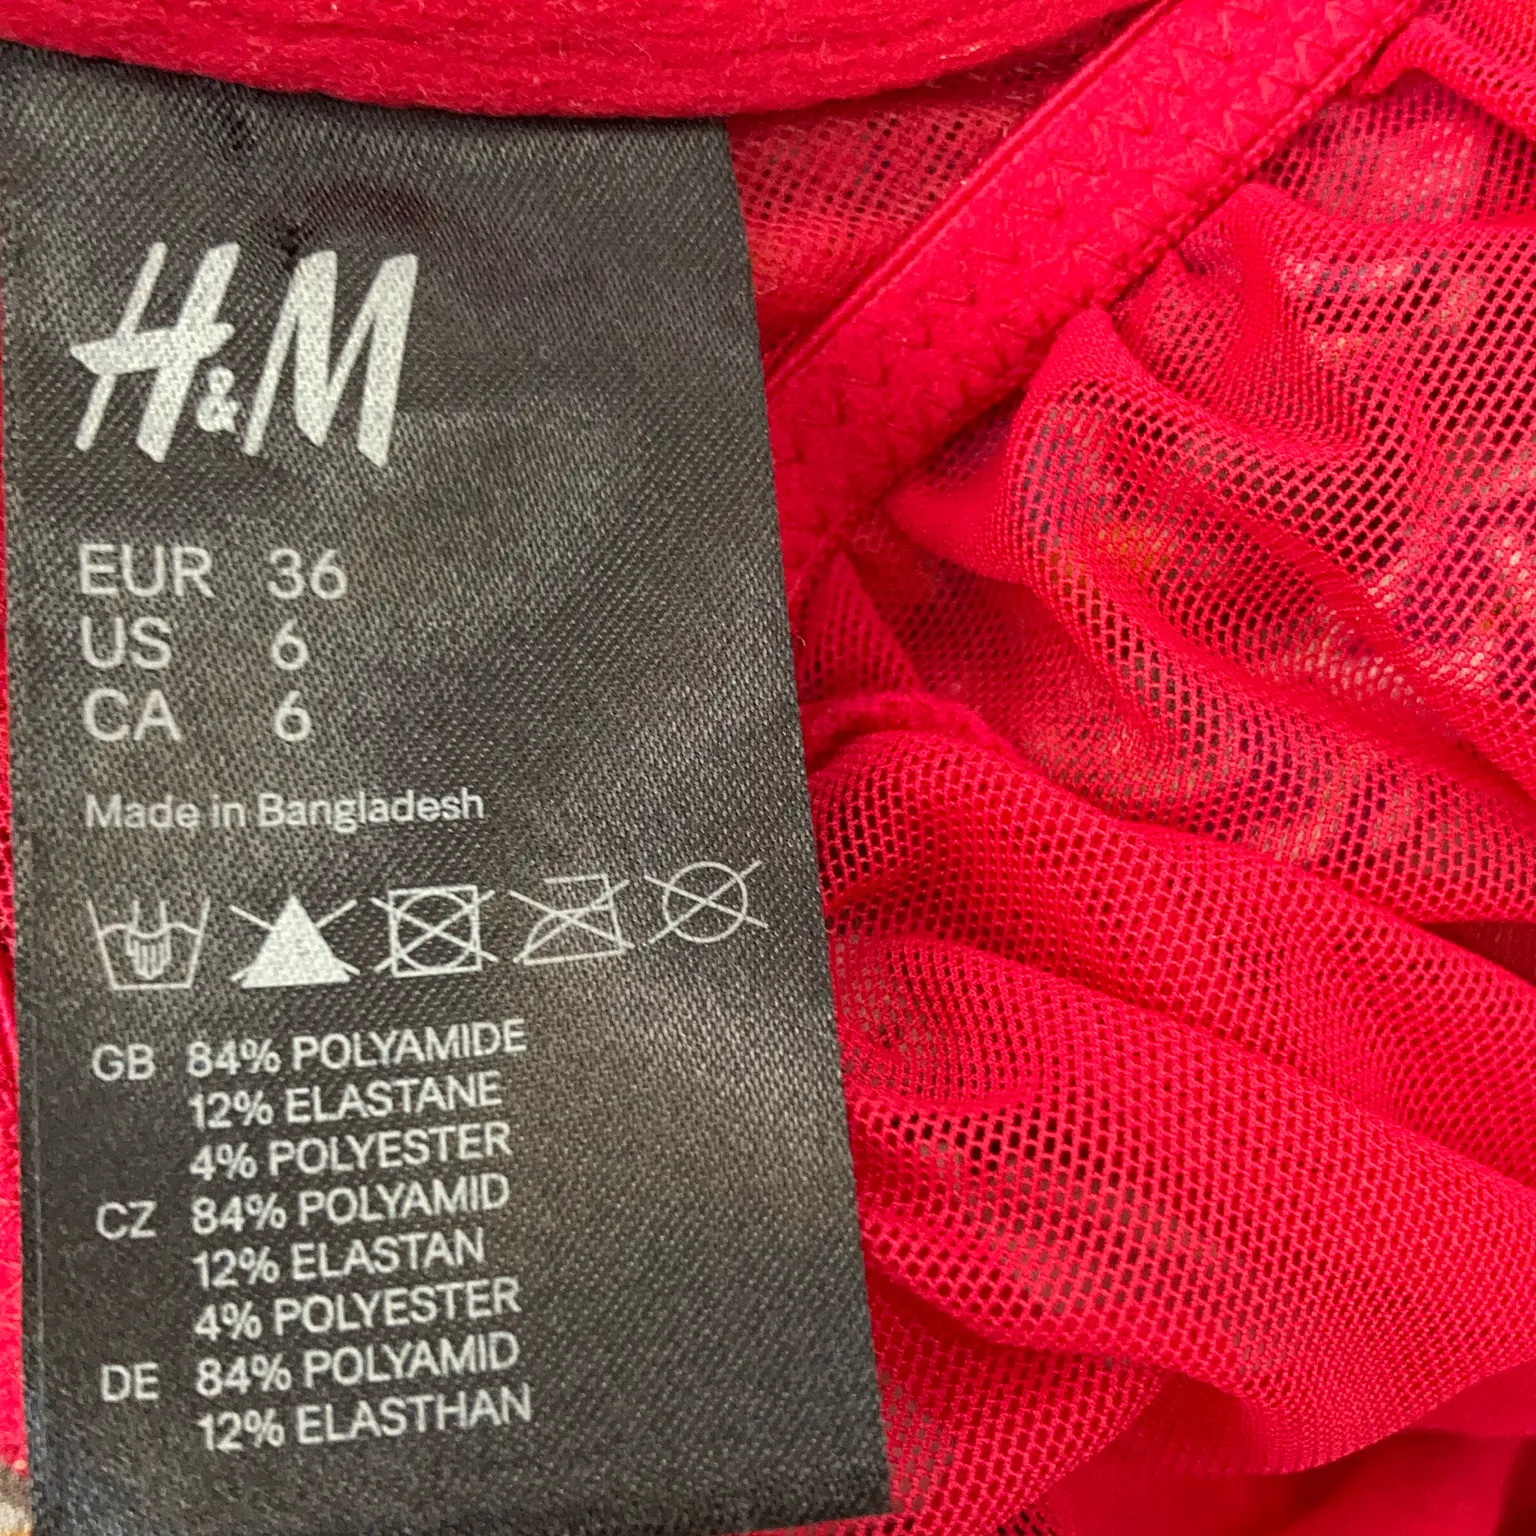 H&M
EUR 36
US 6
CA 6
Made in Bangladesh
GB 84% POLYAMIDE
12% ELASTANE
4% POLYESTER
CZ 84% POLYAMID
12% ELASTAN
4% POLYESTER
DE 84% POLYAMID
12% ELASTHAN